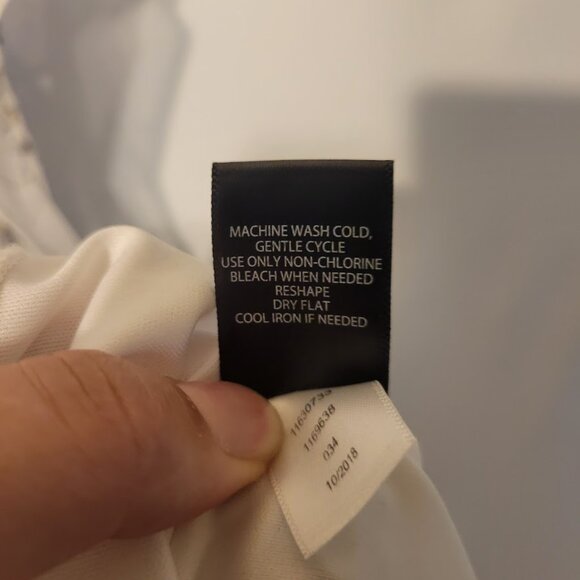 MACHINE WASH COLD,
GENTLE CYCLE
USE ONLY NON-CHLORINE
BLEACH WHEN NEEDED
RESHAPE
DRY FLAT
COOL IRON IF NEEDED
11630733
1169638
034
10/2018